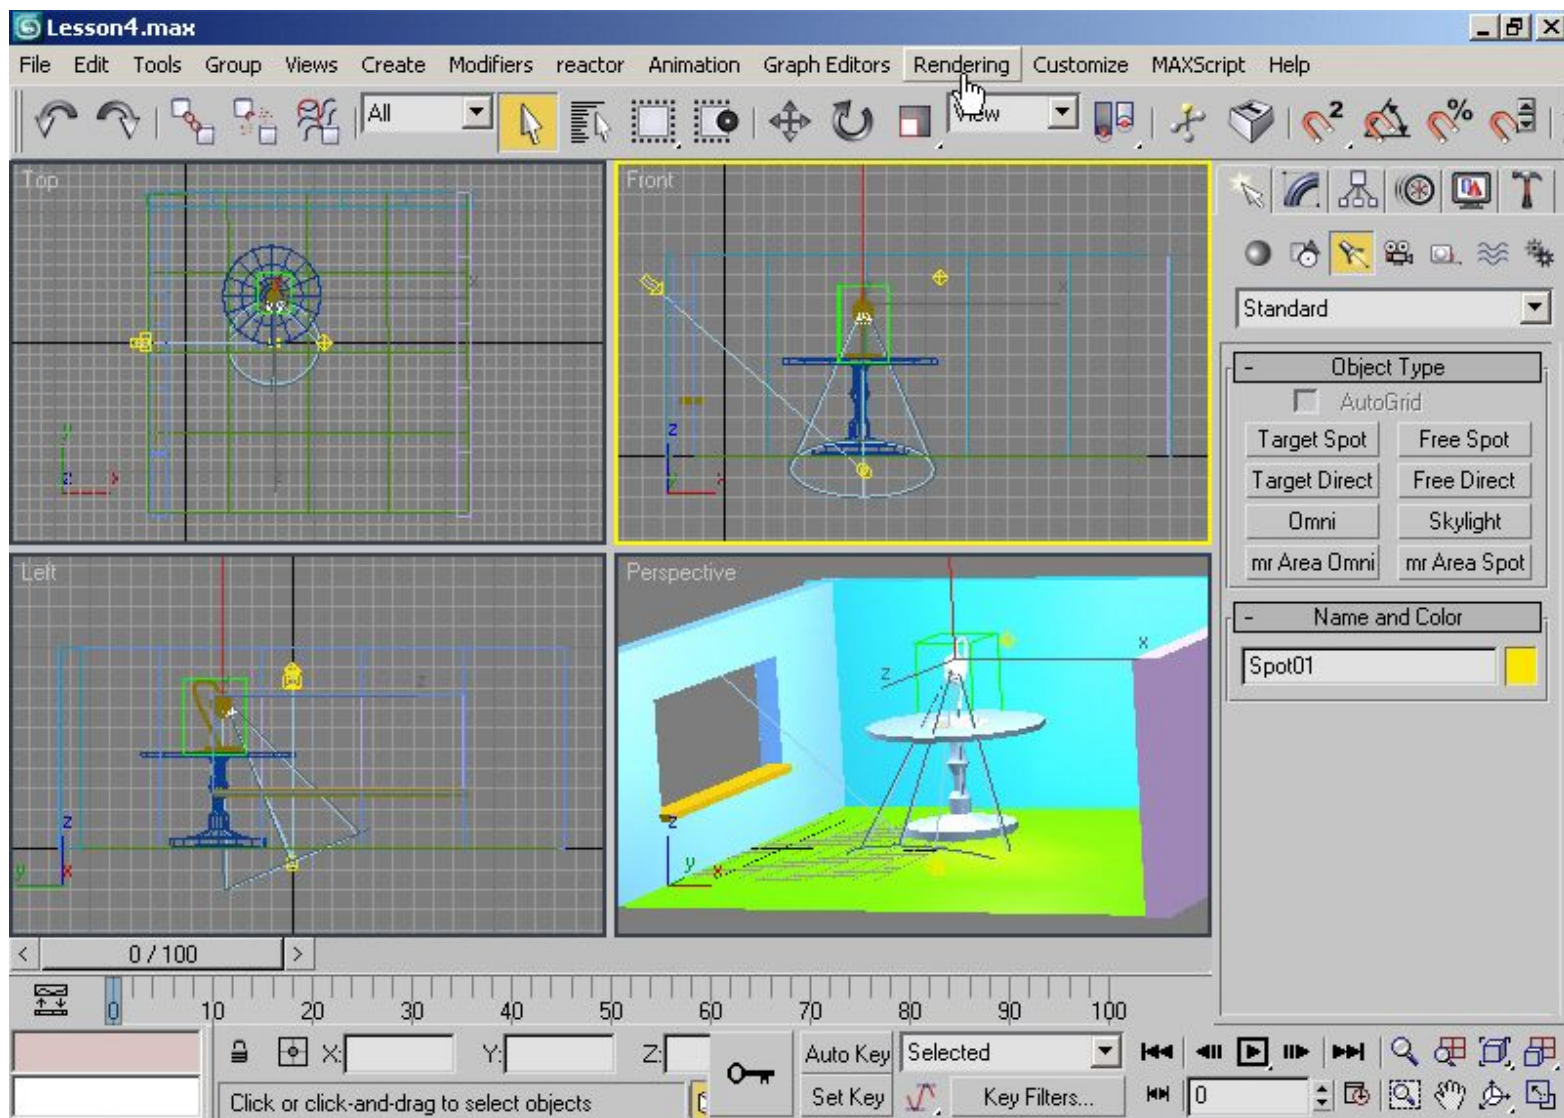 Lesson4.max
File Edit Tools Group Views Create Modifiers reactor Animation Graph Editors Rendering Customize MAXScript Help
All
View
2
%
Top
Front
Standard
- Object Type
AutoGrid
Target Spot Free Spot
Target Direct Free Direct
Omni Skylight
mr Area Omni mr Area Spot
- Name and Color
Spot01
x
x
y
z
x
z
x
Left
Perspective
z
x
z
z
y
x
z
y
x
< 0 / 100 >
0 10 20 30 40 50 60 70 80 90 100
X: Y: Z: Auto Key Selected
Click or click-and-drag to select objects Set Key Key Filters... 0